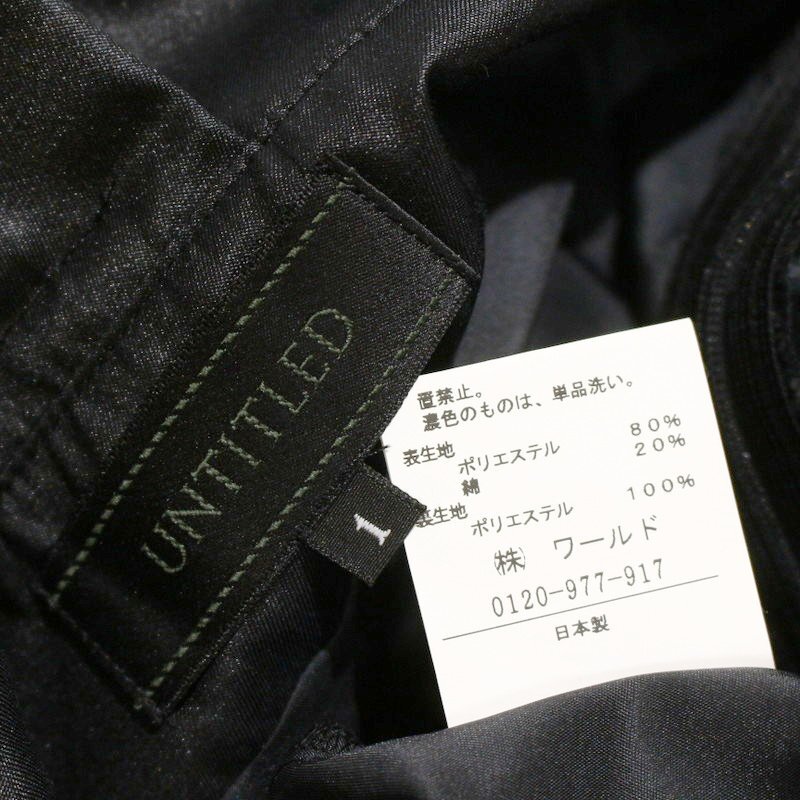 UNTITLED
1
置禁止。
濃色のものは、単品洗い。
表生地
ポリエステル 80%
綿 20%
裏生地
ポリエステル 100%
㈱ ワールド
0120-977-917
日本製